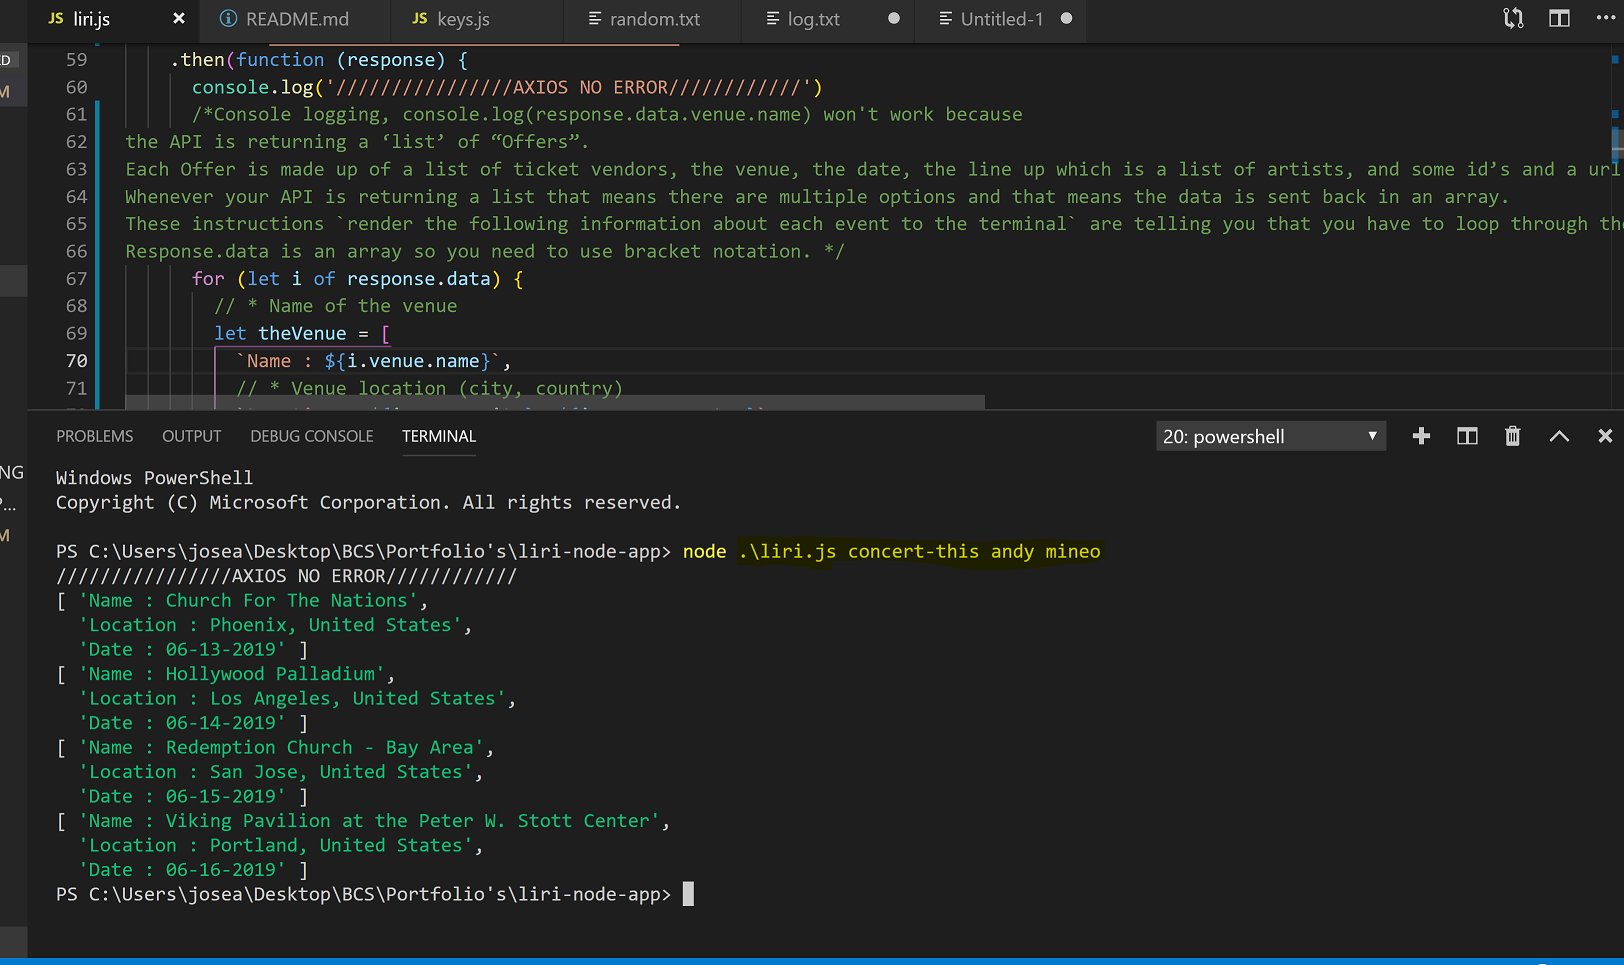 JS liri.js × README.md JS keys.js random.txt log.txt Untitled-1
59 .then(function (response) {
60 console.log('////////////////AXIOS NO ERROR////////////')
61 /*Console logging, console.log(response.data.venue.name) won't work because
62 the API is returning a ‘list’ of “Offers”.
63 Each Offer is made up of a list of ticket vendors, the venue, the date, the line up which is a list of artists, and some id’s and a url
64 Whenever your API is returning a list that means there are multiple options and that means the data is sent back in an array.
65 These instructions `render the following information about each event to the terminal` are telling you that you have to loop through the
66 Response.data is an array so you need to use bracket notation. */
67 for (let i of response.data) {
68 // * Name of the venue
69 let theVenue = [
70 `Name : ${i.venue.name}`,
71 // * Venue location (city, country)
PROBLEMS OUTPUT DEBUG CONSOLE TERMINAL 20: powershell
Windows PowerShell
Copyright (C) Microsoft Corporation. All rights reserved.
PS C:\Users\josea\Desktop\BCS\Portfolio's\liri-node-app> node .\liri.js concert-this andy mineo
////////////////AXIOS NO ERROR////////////
[ 'Name : Church For The Nations',
'Location : Phoenix, United States',
'Date : 06-13-2019' ]
[ 'Name : Hollywood Palladium',
'Location : Los Angeles, United States',
'Date : 06-14-2019' ]
[ 'Name : Redemption Church - Bay Area',
'Location : San Jose, United States',
'Date : 06-15-2019' ]
[ 'Name : Viking Pavilion at the Peter W. Stott Center',
'Location : Portland, United States',
'Date : 06-16-2019' ]
PS C:\Users\josea\Desktop\BCS\Portfolio's\liri-node-app>